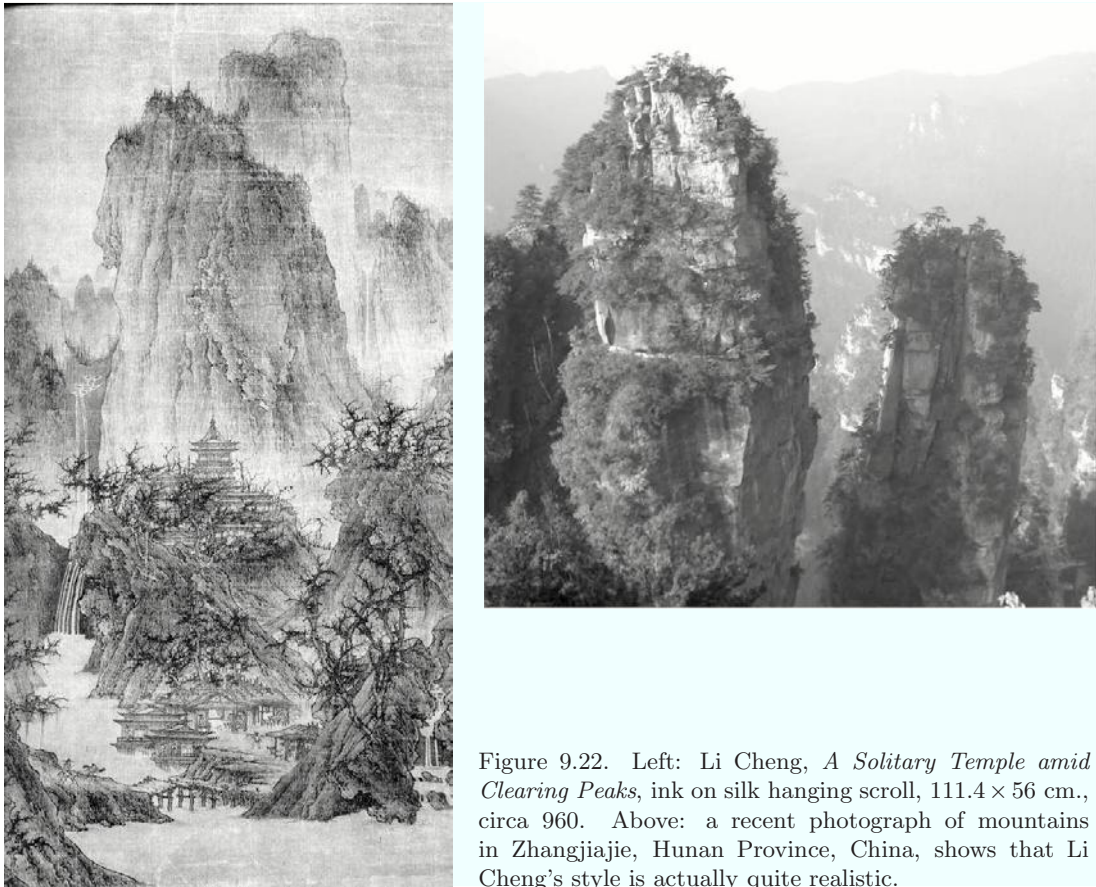 Figure 9.22. Left: Li Cheng, A Solitary Temple amid
Clearing Peaks, ink on silk hanging scroll, 111.4 × 56 cm.,
circa 960. Above: a recent photograph of mountains
in Zhangjiajie, Hunan Province, China, shows that Li
Cheng's style is actually quite realistic.